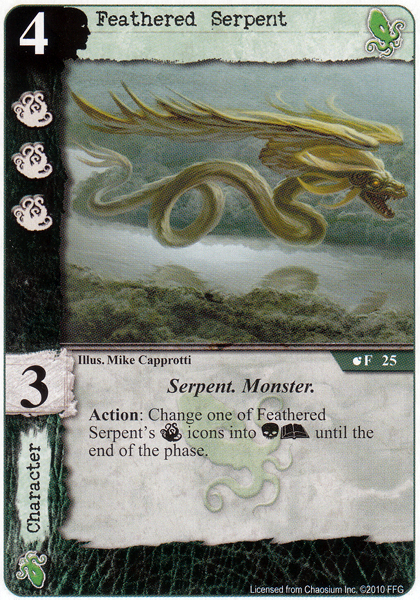 4
Feathered Serpent
Illus. Mike Capprotti
F 25
3
Serpent. Monster.
Action: Change one of Feathered
Serpent's icons into until the
end of the phase.
Character
Licensed from Chaosium Inc. ©2010 FFG